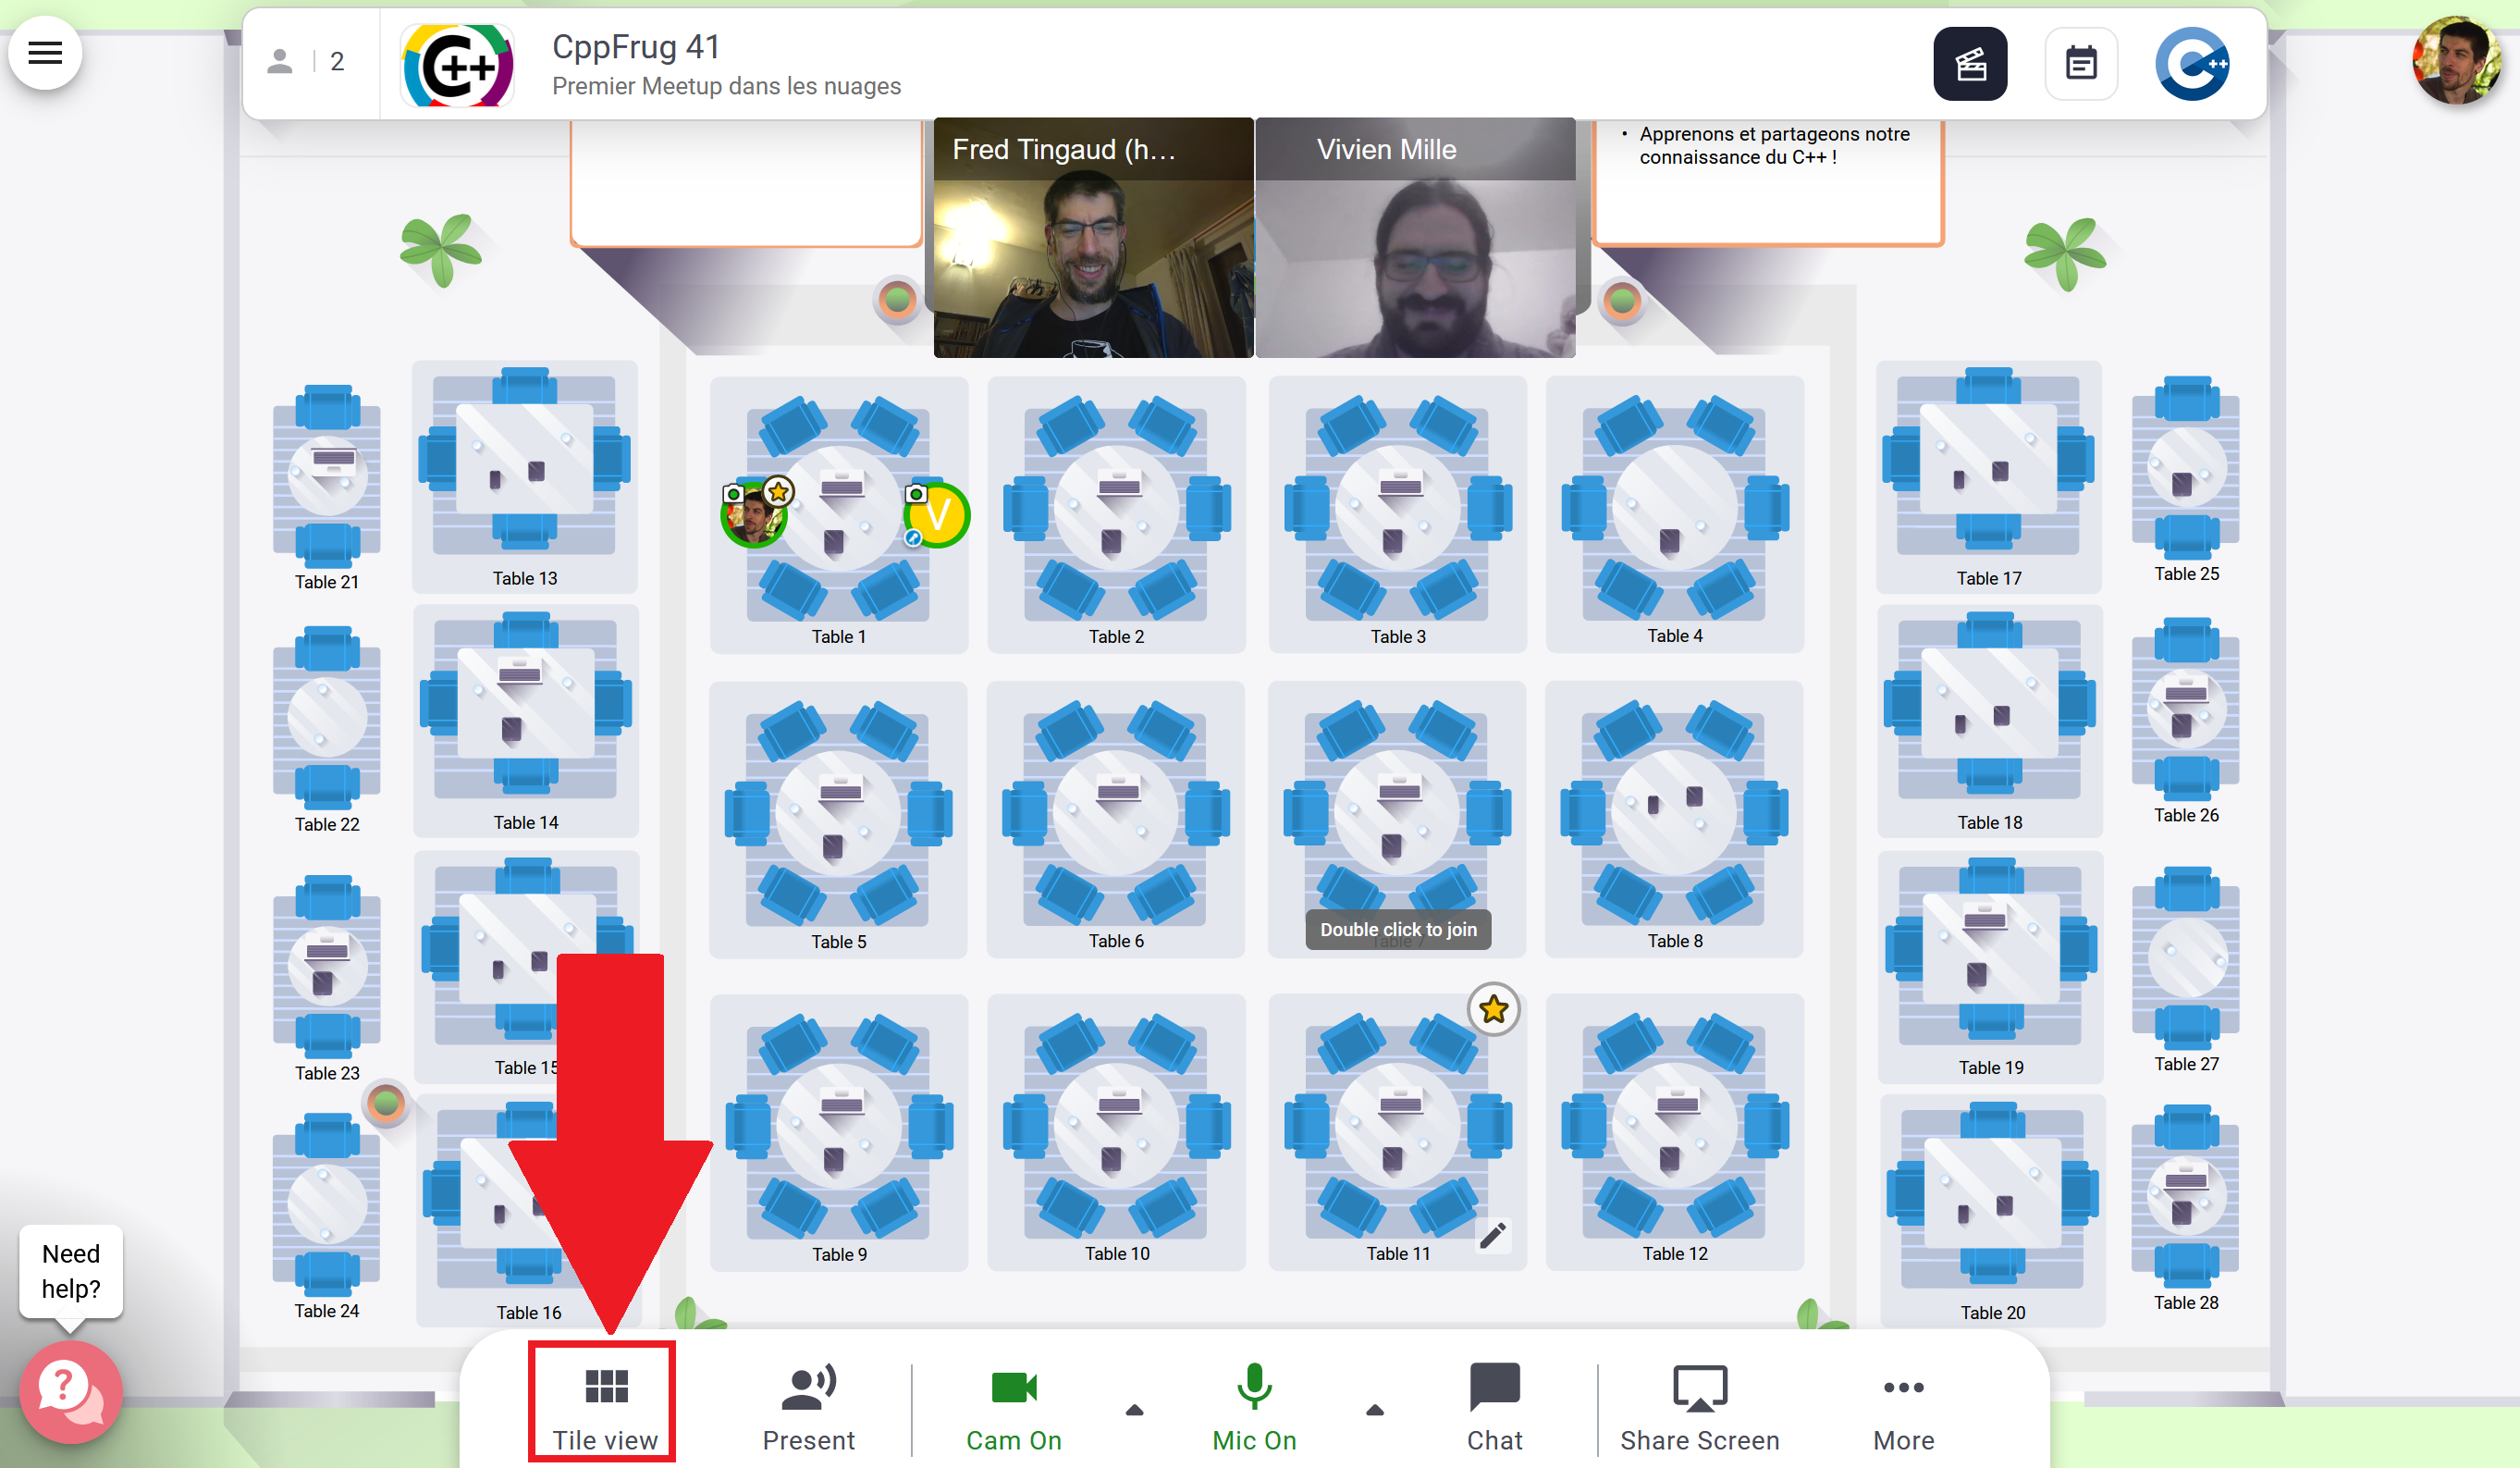 2
C++
CppFrug 41
Premier Meetup dans les nuages
++
Fred Tingaud (h...
Vivien Mille
• Apprenons et partageons notre
connaissance du C++ !
Table 21
Table 13
V
Table 1
Table 2
Table 3
Table 4
Table 17
Table 25
Table 22
Table 14
Table 18
Table 26
Table 5
Table 6
Double click to join
Table 7
Table 8
Table 23
Table 15
Table 19
Table 27
Table 24
Table 16
Table 9
Table 10
Table 11
Table 12
Table 20
Table 28
Need
help?
?
Tile view
Present
Cam On
Mic On
Chat
Share Screen
More